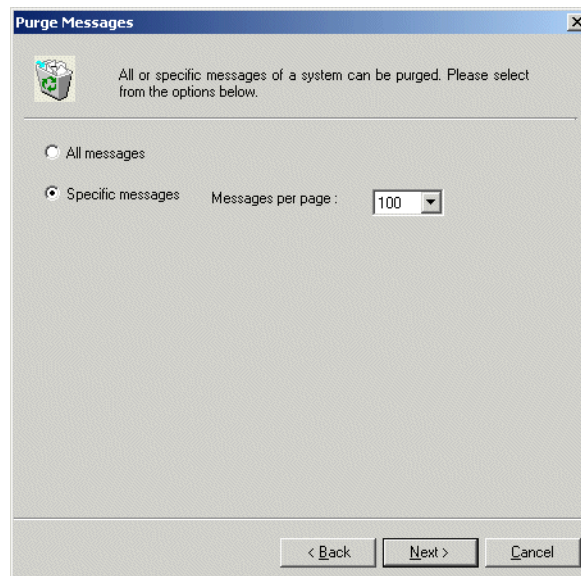 Purge Messages
All or specific messages of a system can be purged. Please select
from the options below.
All messages
Specific messages Messages per page : 100
< Back Next > Cancel